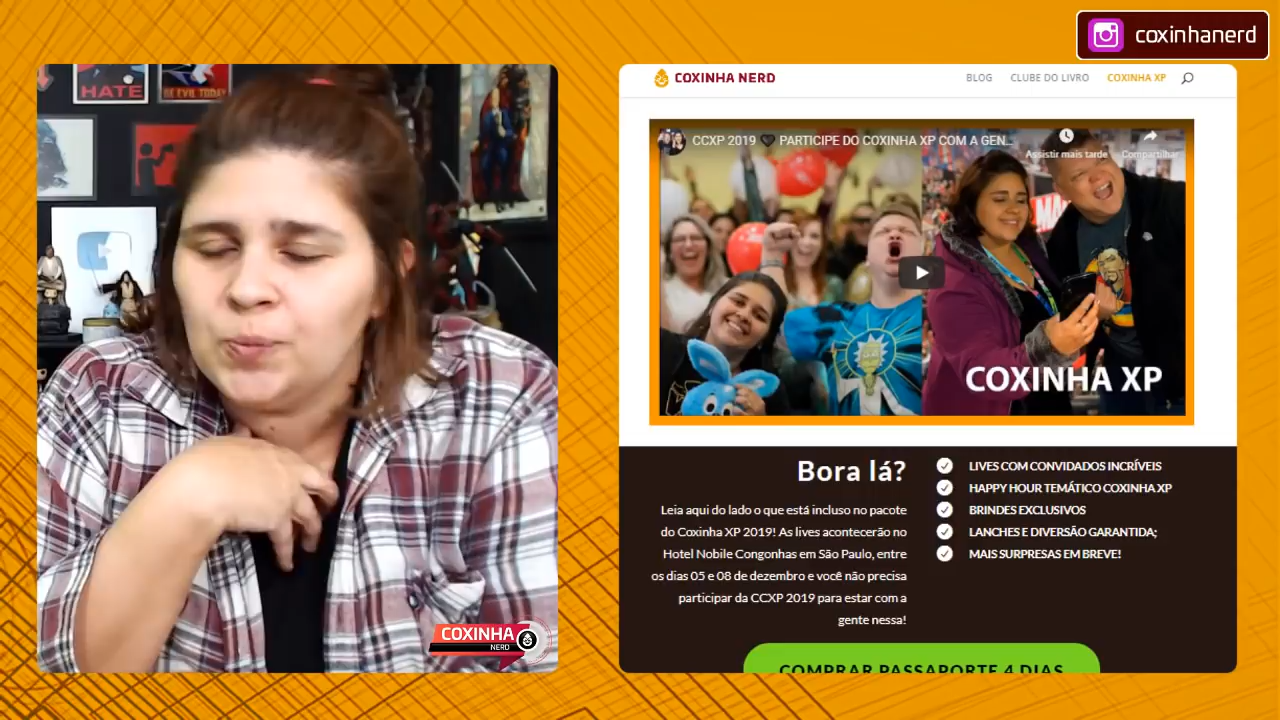 coxinhanerd
HATE
BE EVIL TODAY
COXINHA NERD
BLOG
CLUBE DO LIVRO
COXINHA XP
CCXP 2019 🖤 PARTICIPE DO COXINHA XP COM A GEN...
Assistir mais tarde
Compartilhar
MA
COXINHA XP
Bora lá?
Leia aqui do lado o que está incluso no pacote
do Coxinha XP 2019! As lives acontecerão no
Hotel Nobile Congonhas em São Paulo, entre
os dias 05 e 08 de dezembro e você não precisa
participar da CCXP 2019 para estar com a
gente nessa!
LIVES COM CONVIDADOS INCRÍVEIS
HAPPY HOUR TEMÁTICO COXINHA XP
BRINDES EXCLUSIVOS
LANCHES E DIVERSÃO GARANTIDA;
MAIS SURPRESAS EM BREVE!
COMPRAR PASSAPORTE 4 DIAS
COXINHA
NERD